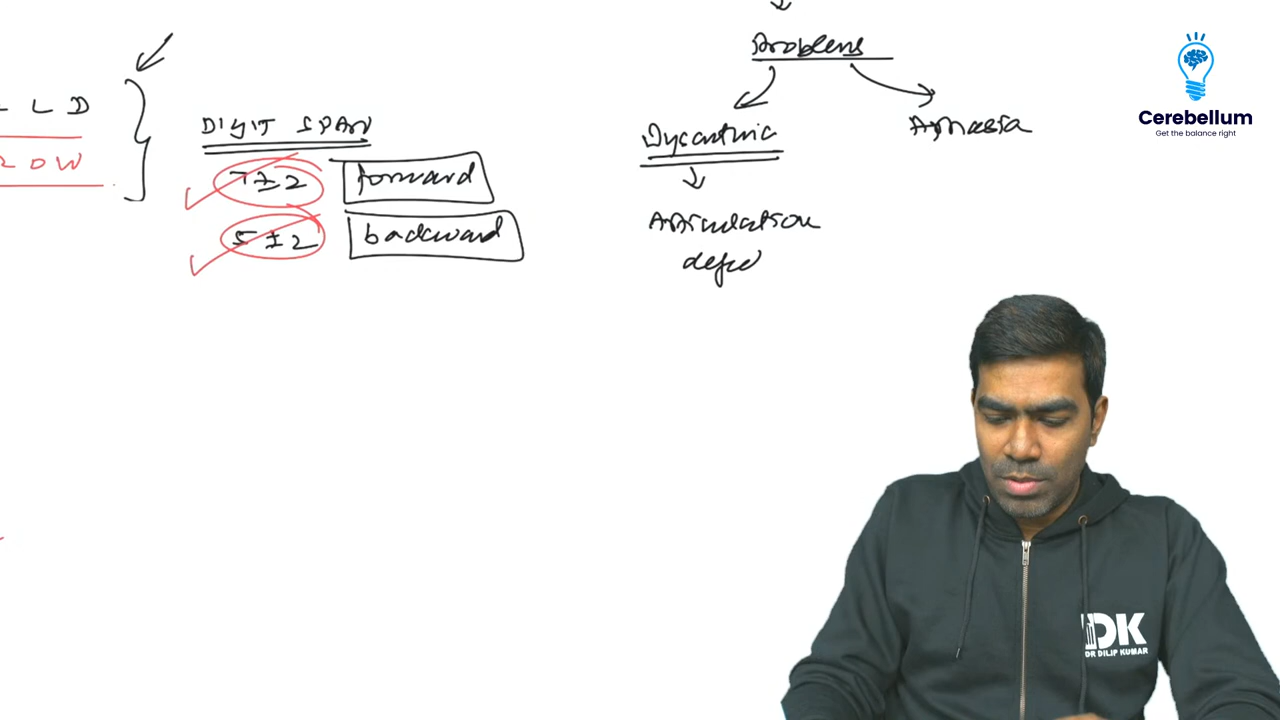 L D
O W
DIGIT SPAN
7±2 forward
5±2 backward
Problems
Dysarthria
Aphasia
Articulation
defec
Cerebellum
Get the balance right
DK
DR DILIP KUMAR